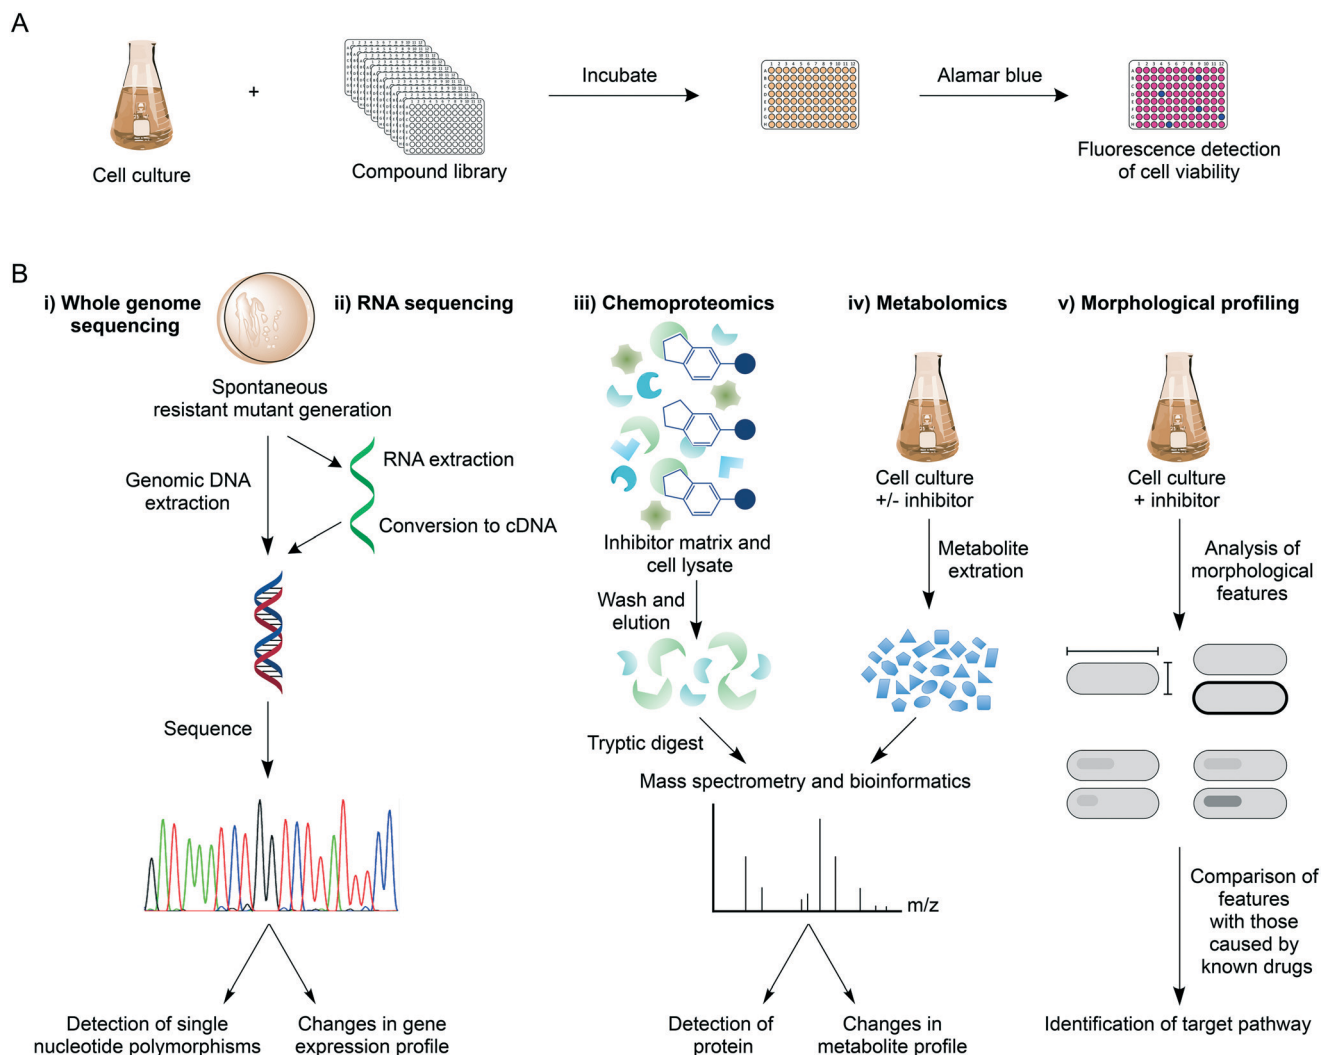 A
Cell culture
+
Compound library
Incubate
Alamar blue
Fluorescence detection
of cell viability
B
i) Whole genome
sequencing
ii) RNA sequencing
Spontaneous
resistant mutant generation
Genomic DNA
extraction
RNA extraction
Conversion to cDNA
Sequence
Detection of single
nucleotide polymorphisms
Changes in gene
expression profile
iii) Chemoproteomics
Inhibitor matrix and
cell lysate
Wash and
elution
Tryptic digest
iv) Metabolomics
Cell culture
+/- inhibitor
Metabolite
extration
Mass spectrometry and bioinformatics
m/z
Detection of
protein
Changes in
metabolite profile
v) Morphological profiling
Cell culture
+ inhibitor
Analysis of
morphological
features
Comparison of
features
with those
caused by
known drugs
Identification of target pathway